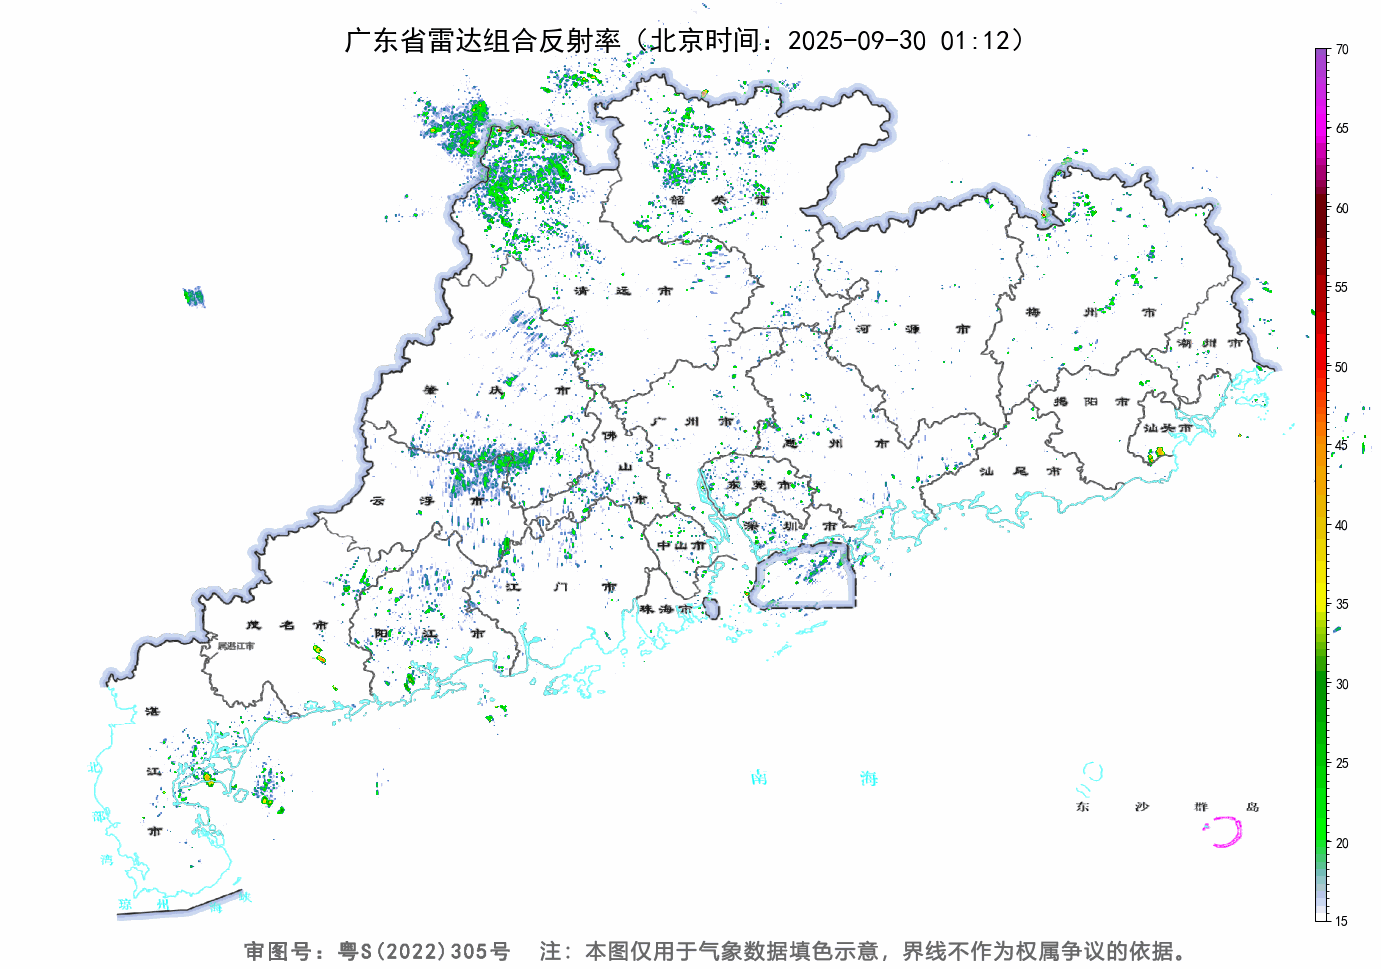 广东省雷达组合反射率（北京时间：2025-09-30 01:12）
70
65
60
55
50
45
40
35
30
25
20
15
韶关市
清远市
河源市
梅州市
潮州市
肇庆市
广州市
佛山市
惠州市
揭阳市
汕头市
汕尾市
云浮市
东莞市
深圳市
中山市
江门市
珠海市
茂名市
阳江市
属湛江市
湛江市
北部湾
琼州海峡
南海
东沙群岛
审图号：粤S(2022)305号 注：本图仅用于气象数据填色示意，界线不作为权属争议的依据。